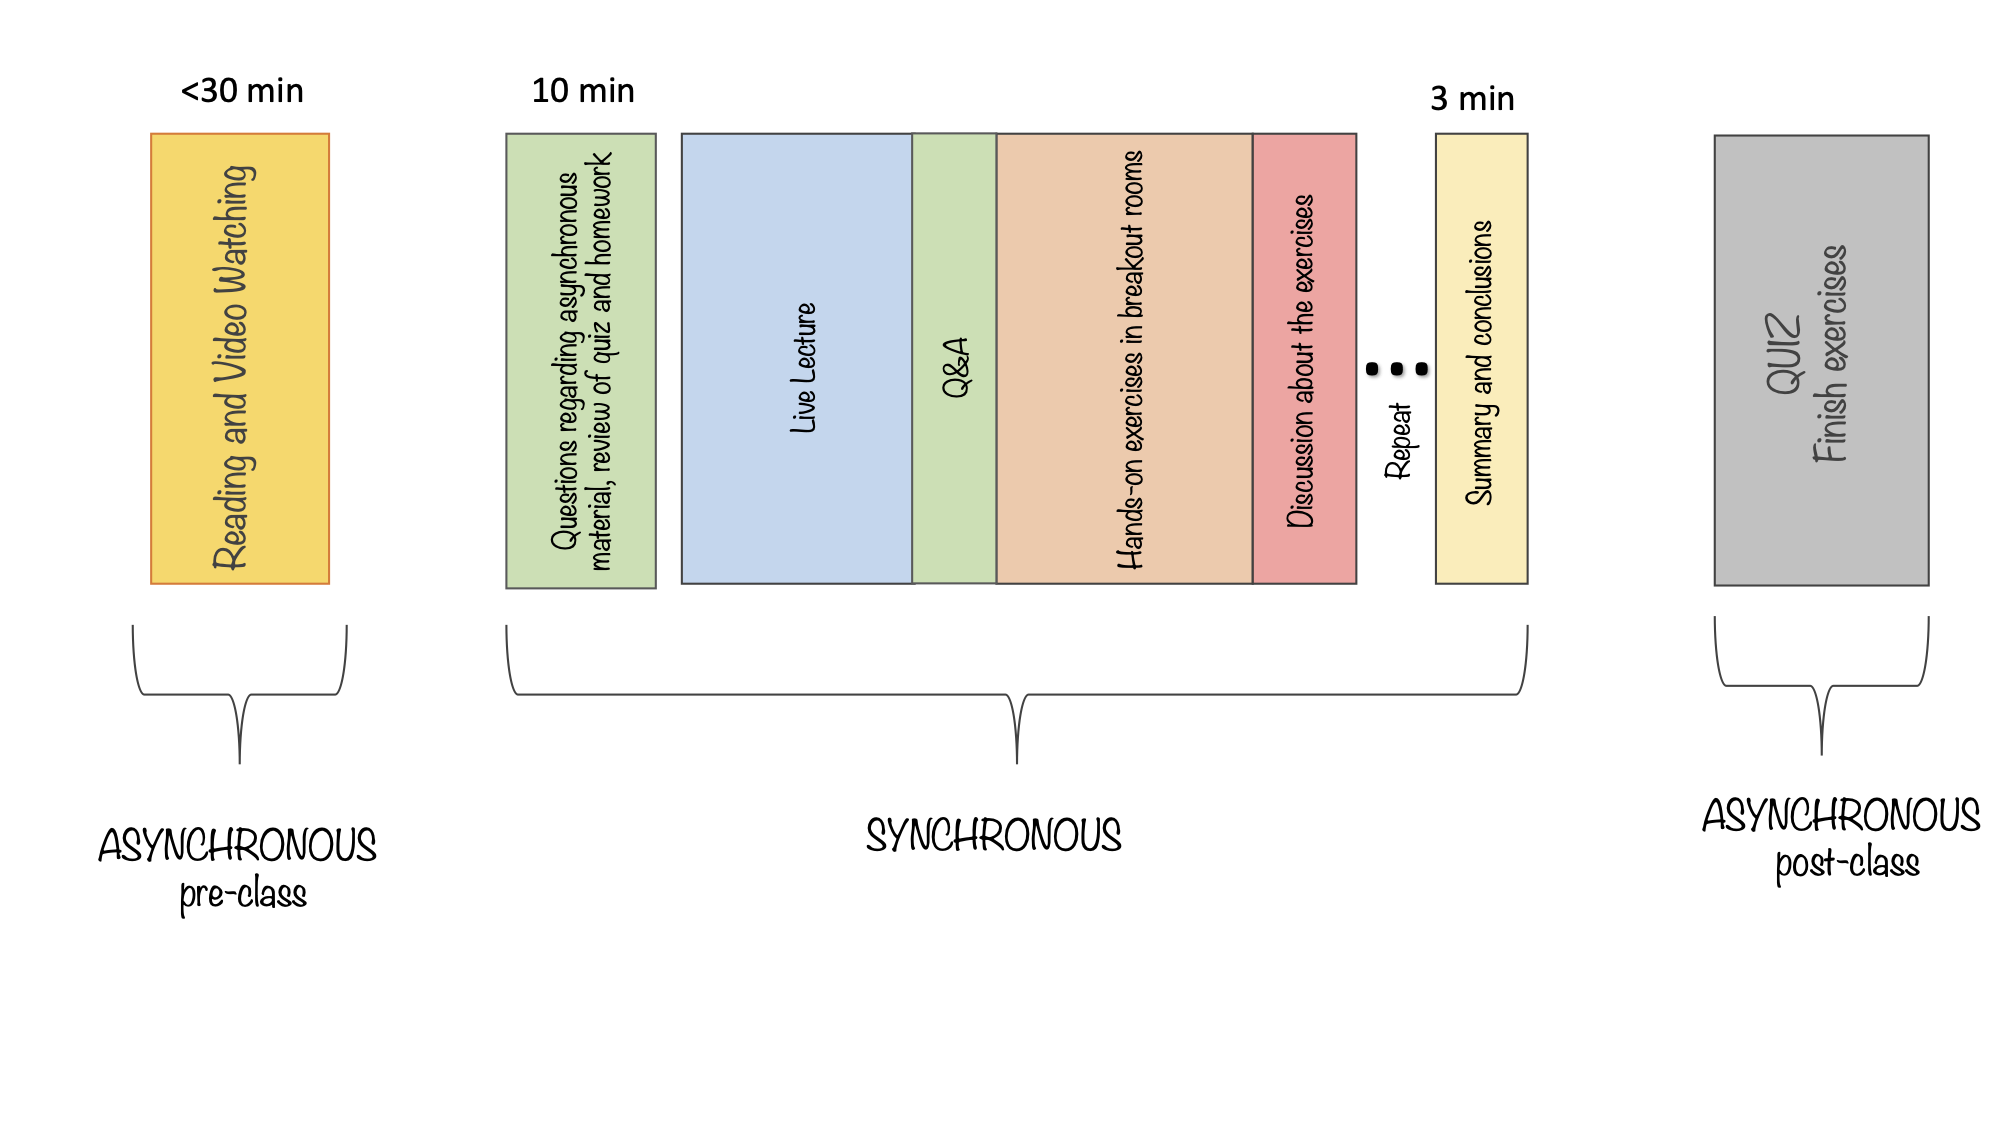 <30 min
10 min
3 min
Reading and Video Watching
Questions regarding asynchronous
material, review of quiz and homework
Live Lecture
Q&A
Hands-on exercises in breakout rooms
Discussion about the exercises
...
Repeat
Summary and conclusions
QUIZ
Finish exercises
ASYNCHRONOUS
pre-class
SYNCHRONOUS
ASYNCHRONOUS
post-class